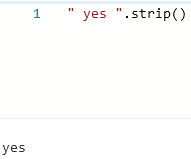 1 " yes ".strip()
yes